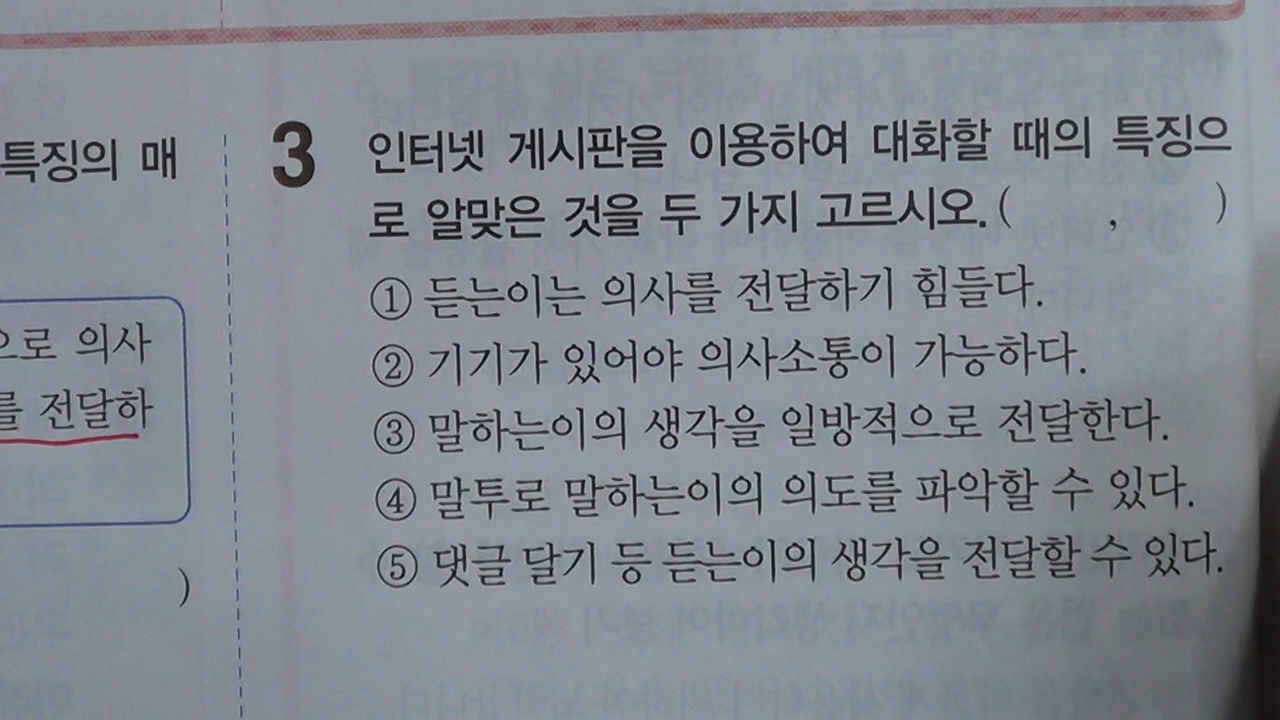 특징의 매
으로 의사
를 전달하
)
3 인터넷 게시판을 이용하여 대화할 때의 특징으
로 알맞은 것을 두 가지 고르시오. ( , )
① 듣는이는 의사를 전달하기 힘들다.
② 기기가 있어야 의사소통이 가능하다.
③ 말하는이의 생각을 일방적으로 전달한다.
④ 말투로 말하는이의 의도를 파악할 수 있다.
⑤ 댓글 달기 등 듣는이의 생각을 전달할 수 있다.